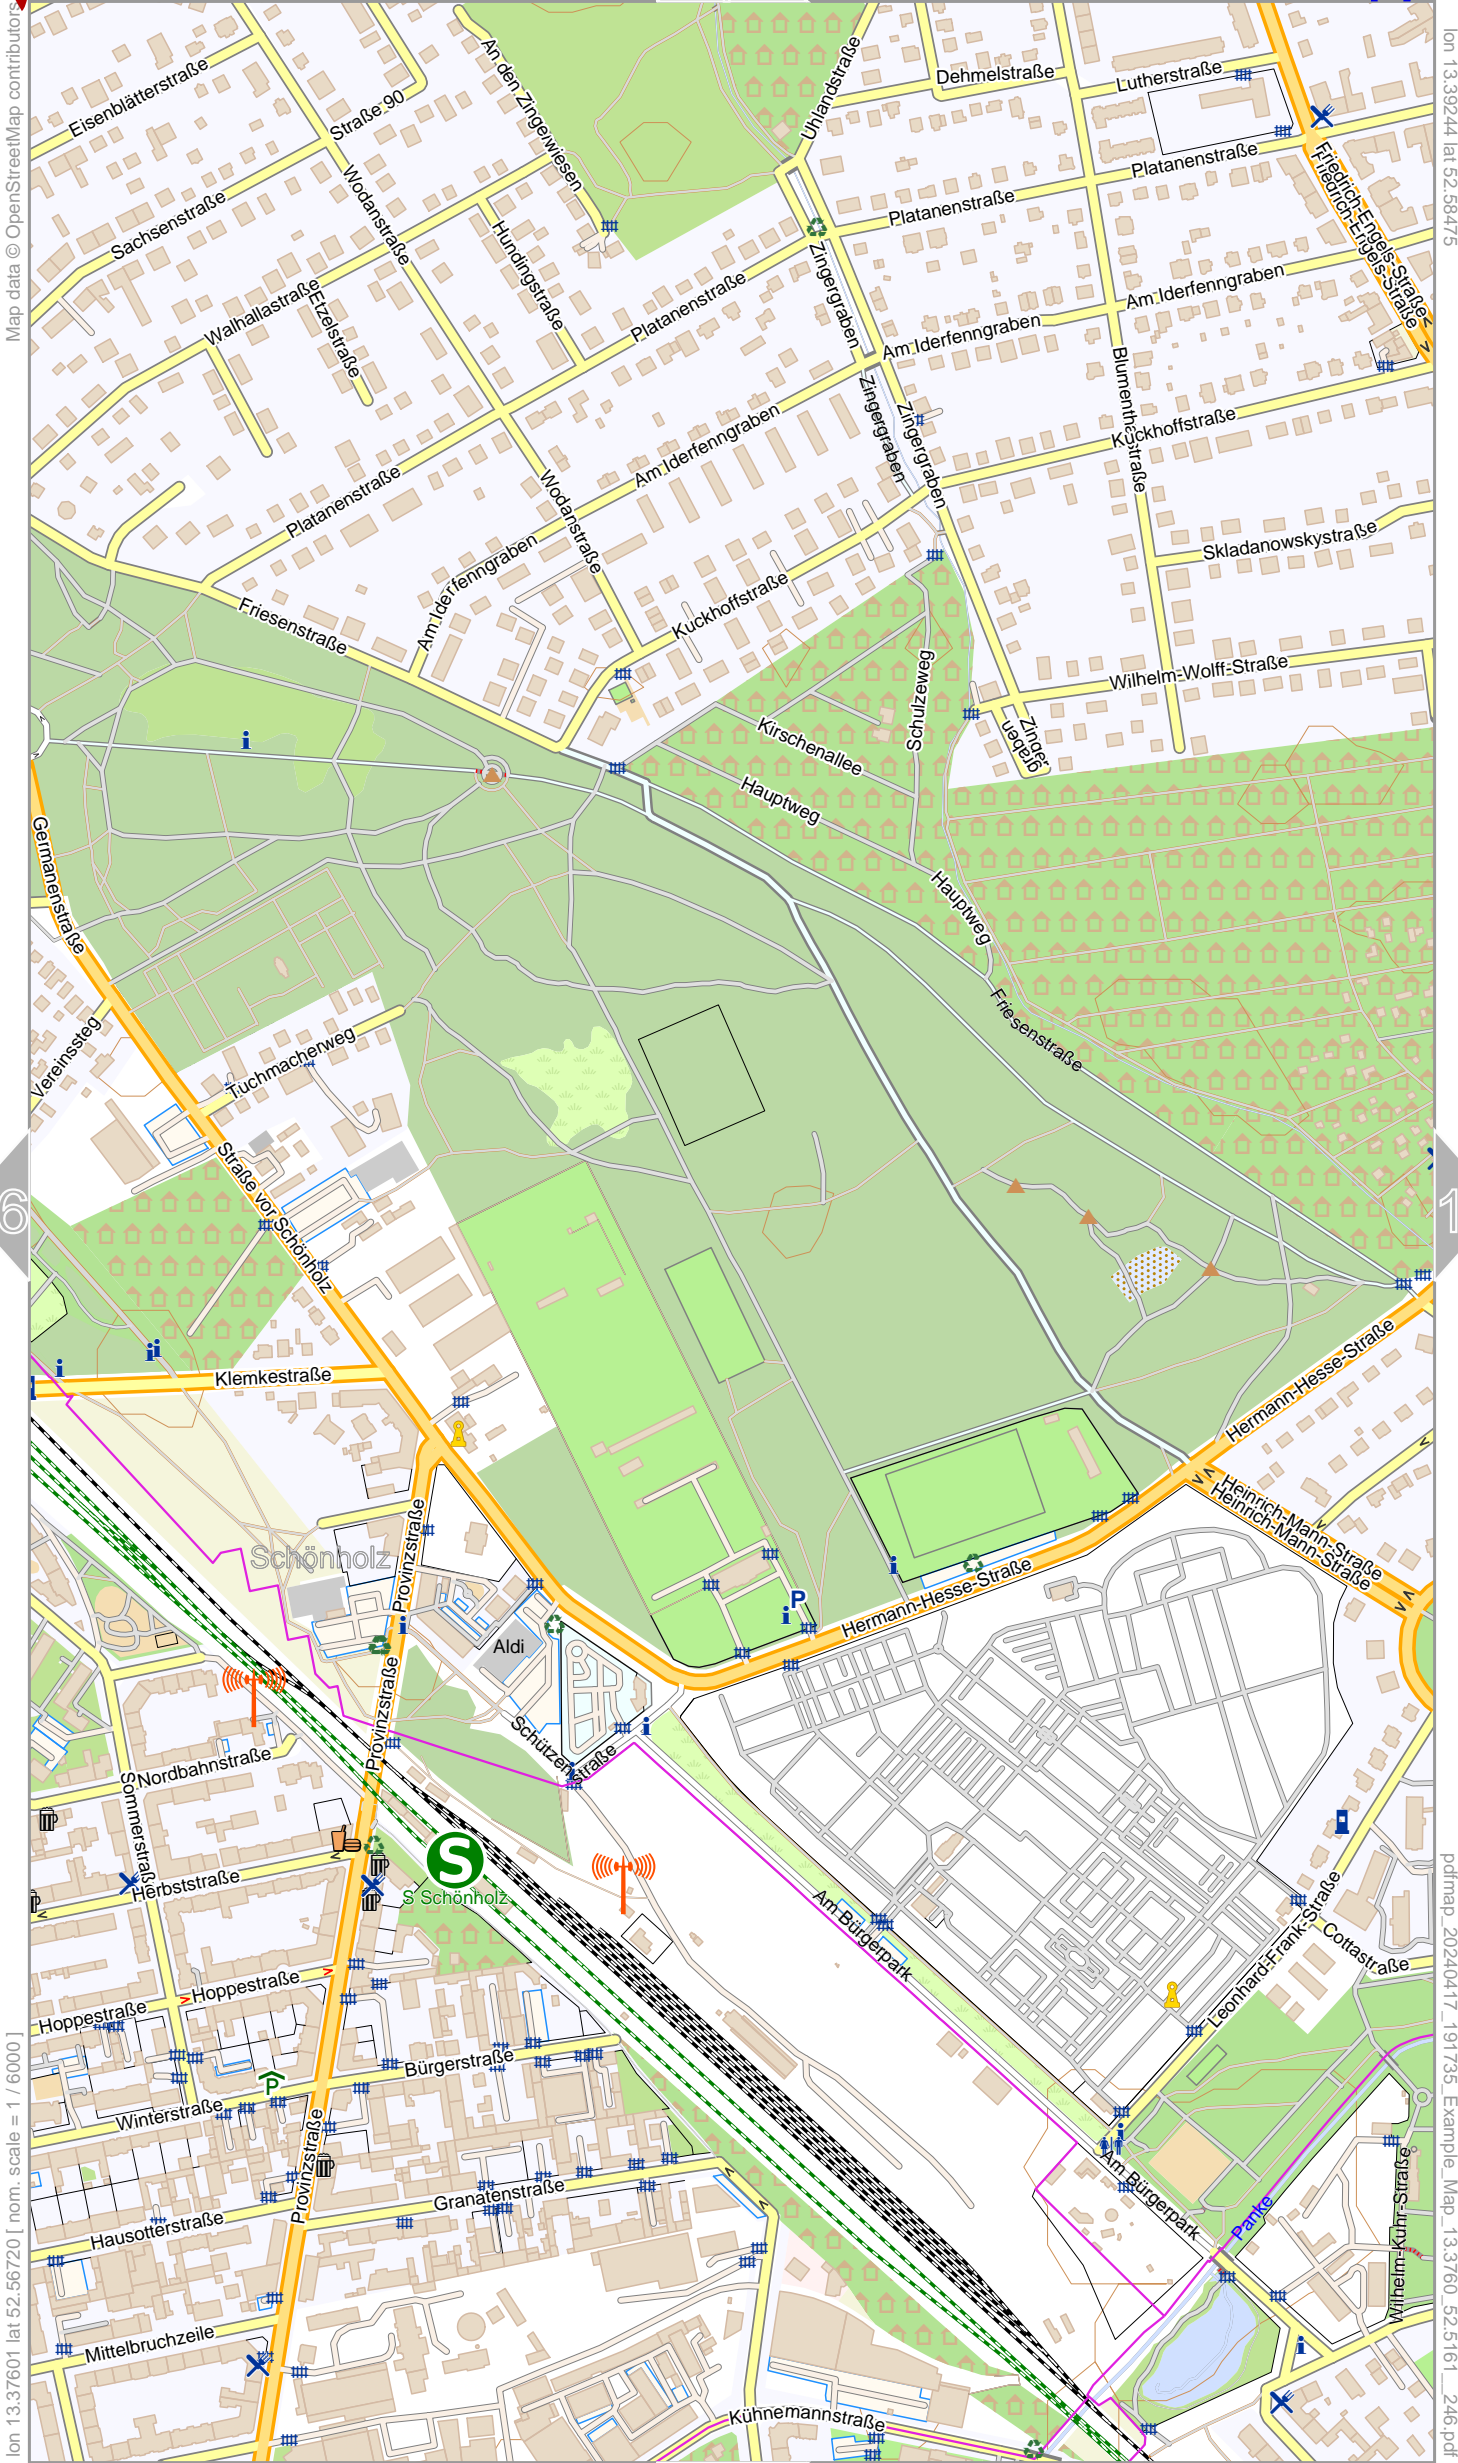 Map data © OpenStreetMap contributors
lon 13.39244 lat 52.58475
Eisenblätterstraße
Straße 90
An den Zingerwiesen
Uhlandstraße
Dehmelstraße
Lutherstraße
Platanenstraße
Friedrich-Engels-Straße
Friedrich-Engels-Straße
Sachsenstraße
Wodanstraße
Hundingstraße
Platanenstraße
Zingergraben
Am Iderfenngraben
Walhallastraße
Etzelstraße
Platanenstraße
Am Iderfenngraben
Zingergraben
Zingergraben
Blumenthalstraße
Kuckhoffstraße
Am Iderfenngraben
Platanenstraße
Wodanstraße
Skladanowskystraße
Am Iderfenngraben
Kuckhoffstraße
Friesenstraße
Schulzeweg
Wilhelm-Wolff-Straße
Zinger
graben
Kirschenallee
Hauptweg
Germanenstraße
Hauptweg
Friesenstraße
Vereinssteg
Tuchmacherweg
Straße vor Schönholz
6
1
Klemkestraße
Hermann-Hesse-Straße
Heinrich-Mann-Straße
Heinrich-Mann-Straße
Schönholz
Provinzstraße
Hermann-Hesse-Straße
P
Aldi
Provinzstraße
Schützenstraße
Nordbahnstraße
Sommerstraße
Herbststraße
S
S Schönholz
Am Bürgerpark
Leonhard-Frank-Straße
Cottastraße
Hoppestraße
Hoppestraße
Bürgerstraße
P
Winterstraße
Provinzstraße
Granatenstraße
Hausotterstraße
Am Bürgerpark
Panke
Wilhelm-Kuhr-Straße
Mittelbruchzeile
Kühnemannstraße
lon 13.37601 lat 52.56720 [ nom. scale = 1 / 6000 ]
pdfmap_20240417_191735_Example_Map_13.3760_52.5161__246.pdf